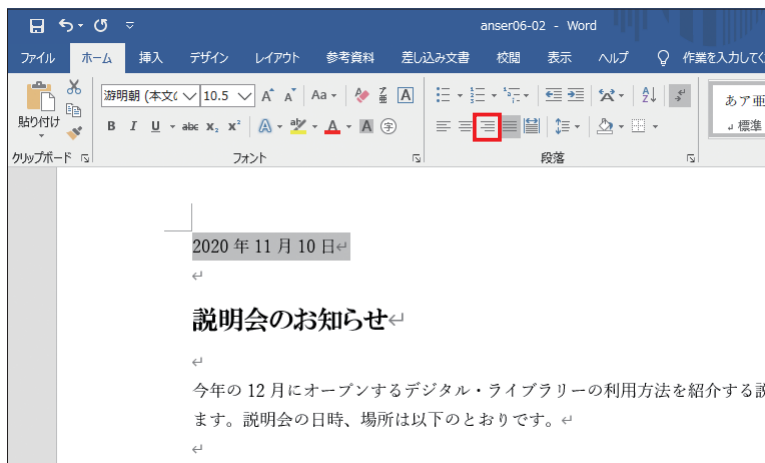 anser06-02 - Word
ファイル ホーム 挿入 デザイン レイアウト 参考資料 差し込み文書 校閲 表示 ヘルプ 作業を入力してく
貼り付け
游明朝 (本文( 10.5 A A Aa A
B I U abc x₂ x² A aby A A 字
あア亜
標準
クリップボード フォント 段落
2020 年 11 月 10 日
説明会のお知らせ
今年の 12 月にオープンするデジタル・ライブラリーの利用方法を紹介する説
ます。説明会の日時、場所は以下のとおりです。